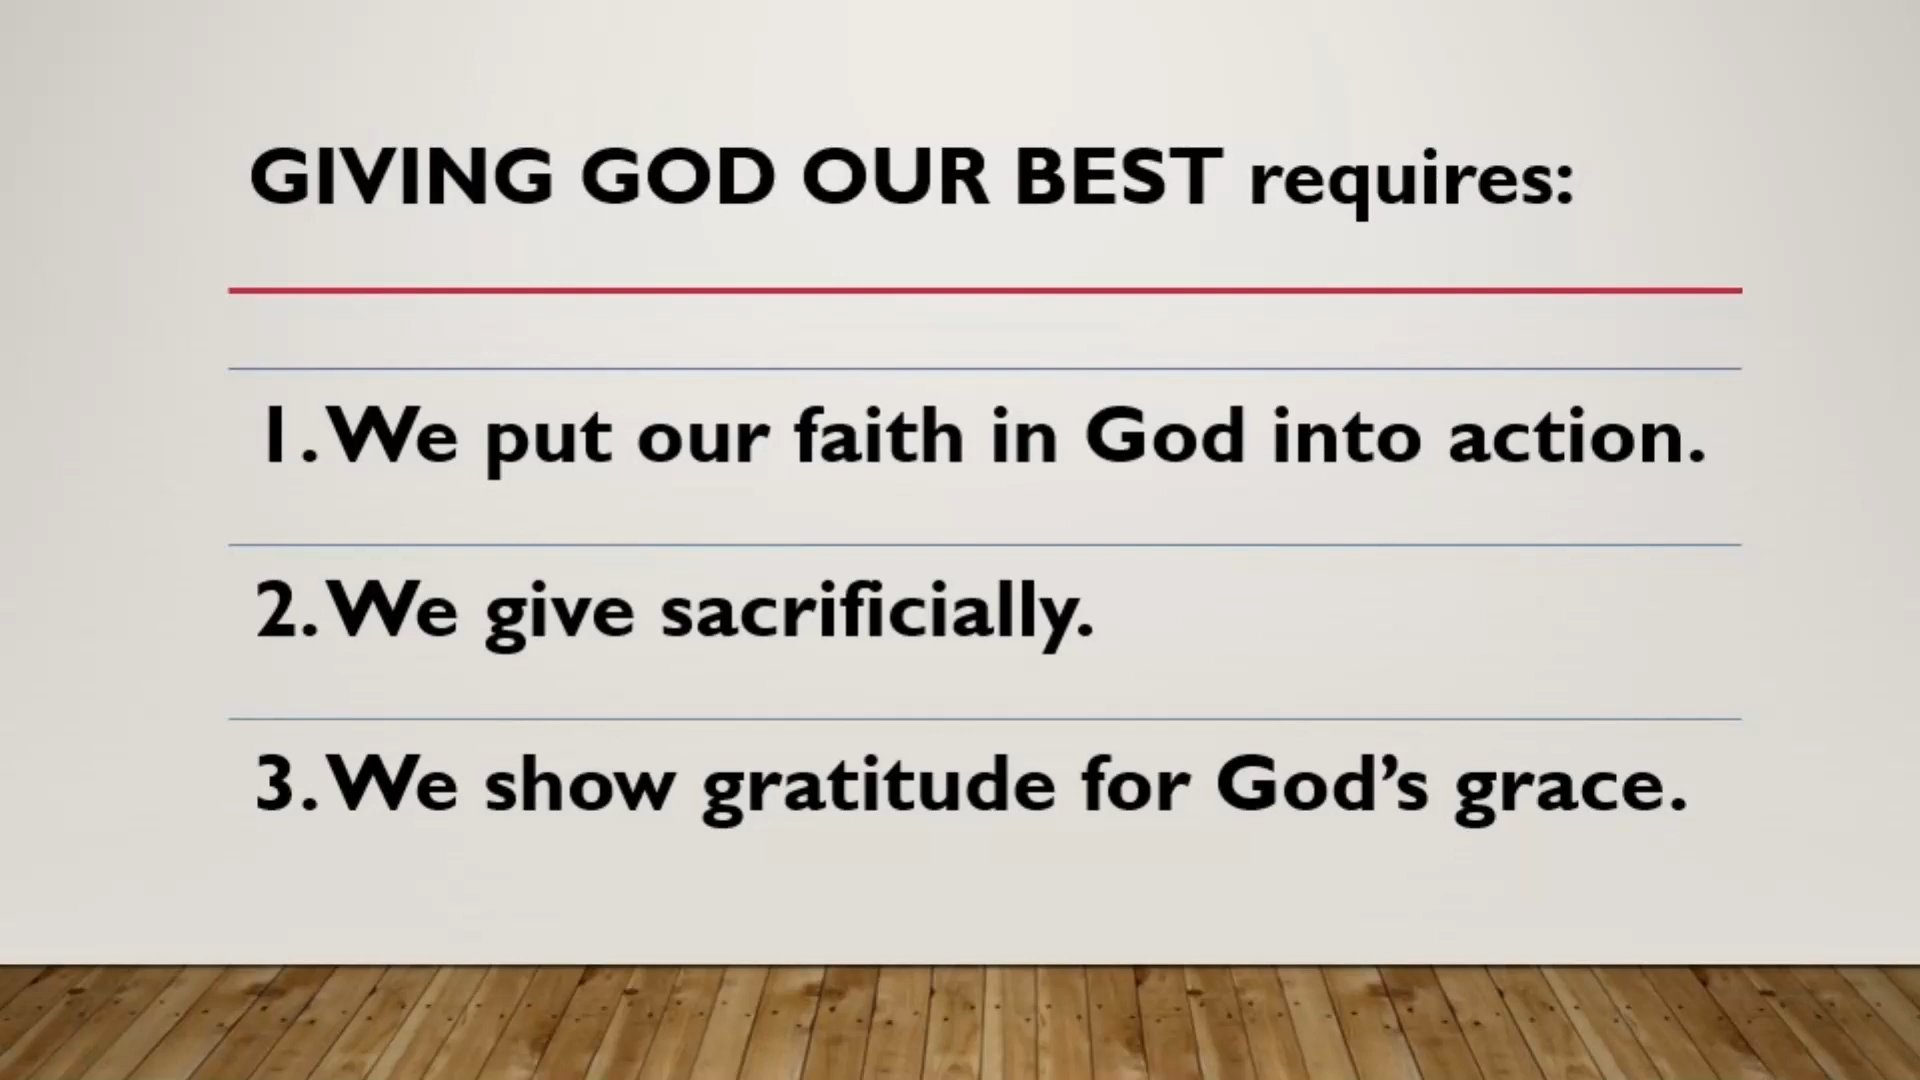 GIVING GOD OUR BEST requires:
1. We put our faith in God into action.
2. We give sacrificially.
3. We show gratitude for God’s grace.